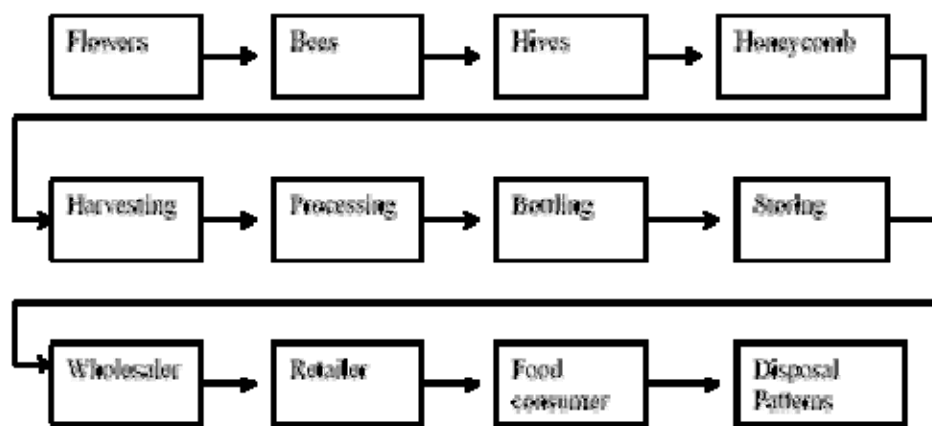 Flowers
Bees
Hives
Honeycomb
Harvesting
Processing
Bottling
Storing
Wholesaler
Retailer
Food
consumer
Disposal
Patterns